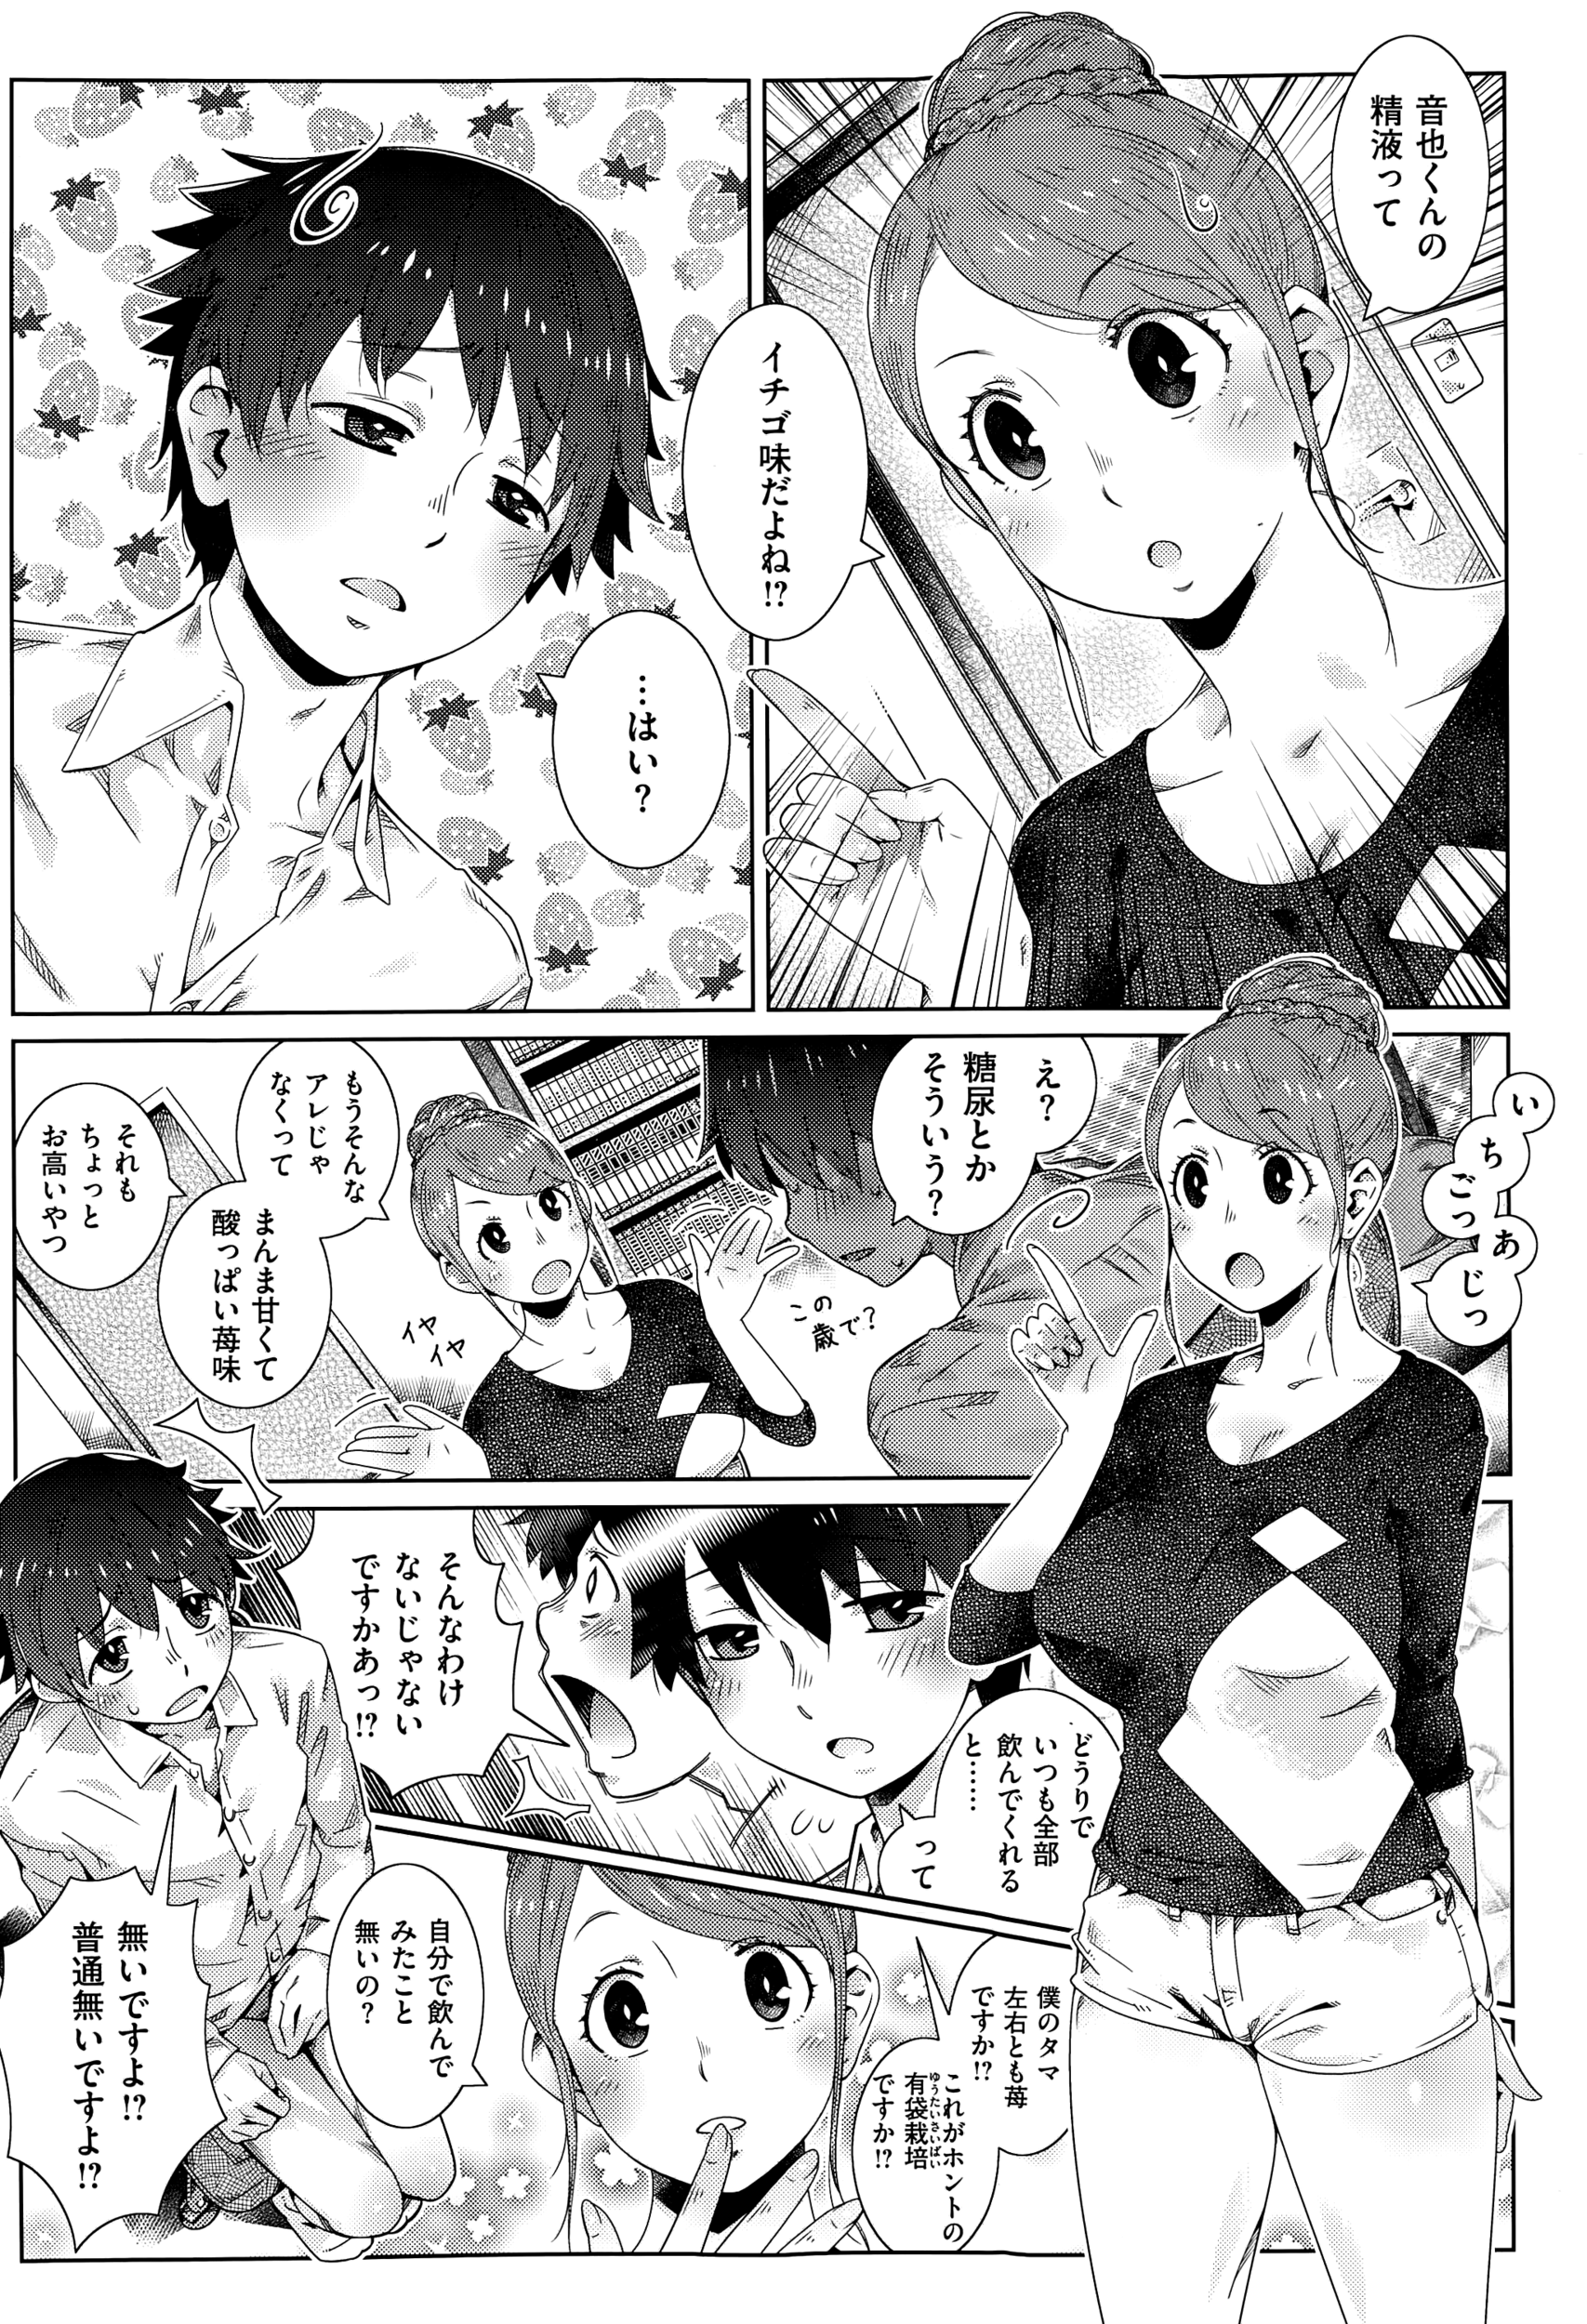 音也くんの
精液って
イチゴ味だよね!?
…はい?
い
ち
ごっ
あ
じっ
え?
糖尿とか
そういう?
この
歳で?
イヤ
イヤ
もうそんな
アレじゃ
なくって
まんま甘くて
酸っぱい苺味
それも
ちょっと
お高いやつ
どうりで
いつも全部
飲んでくれる
と……
って
そんなわけ
ないじゃない
ですかあっ!?
僕のタマ
左右とも苺
ですか!?
これがホントの
有袋栽培
ゆうたいさいばい
ですか!?
自分で飲んで
みたこと
無いの?
無いですよ!?
普通無いですよ!?